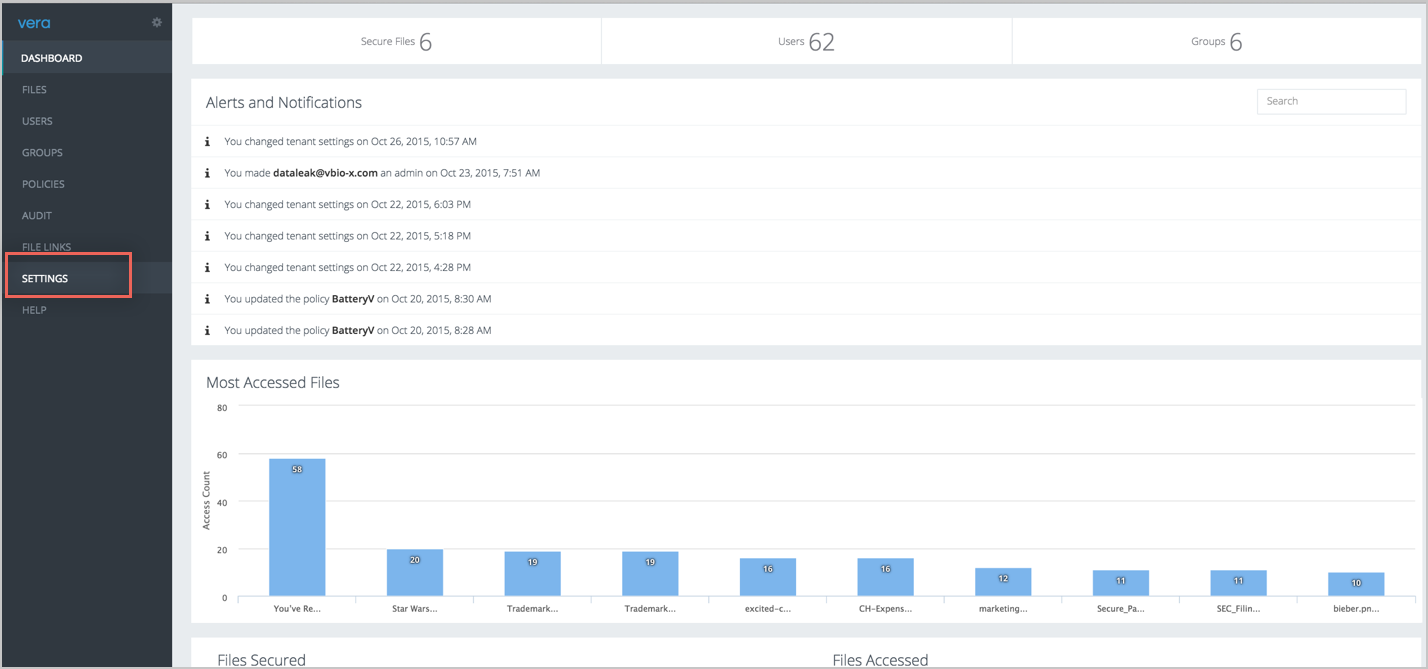 vera
DASHBOARD
FILES
USERS
GROUPS
POLICIES
AUDIT
FILE LINKS
SETTINGS
HELP
Secure Files 6
Users 62
Groups 6
Alerts and Notifications
Search
You changed tenant settings on Oct 26, 2015, 10:57 AM
You made dataleak@vbio-x.com an admin on Oct 23, 2015, 7:51 AM
You changed tenant settings on Oct 22, 2015, 6:03 PM
You changed tenant settings on Oct 22, 2015, 5:18 PM
You changed tenant settings on Oct 22, 2015, 4:28 PM
You updated the policy BatteryV on Oct 20, 2015, 8:30 AM
You updated the policy BatteryV on Oct 20, 2015, 8:28 AM
Most Accessed Files
Access Count
80
60
40
20
0
58
20
19
19
16
16
12
11
11
10
You've Re...
Star Wars...
Trademark...
Trademark...
excited-c...
CH-Expens...
marketing...
Secure_Pa...
SEC_Filin...
bieber.pn...
Files Secured
Files Accessed